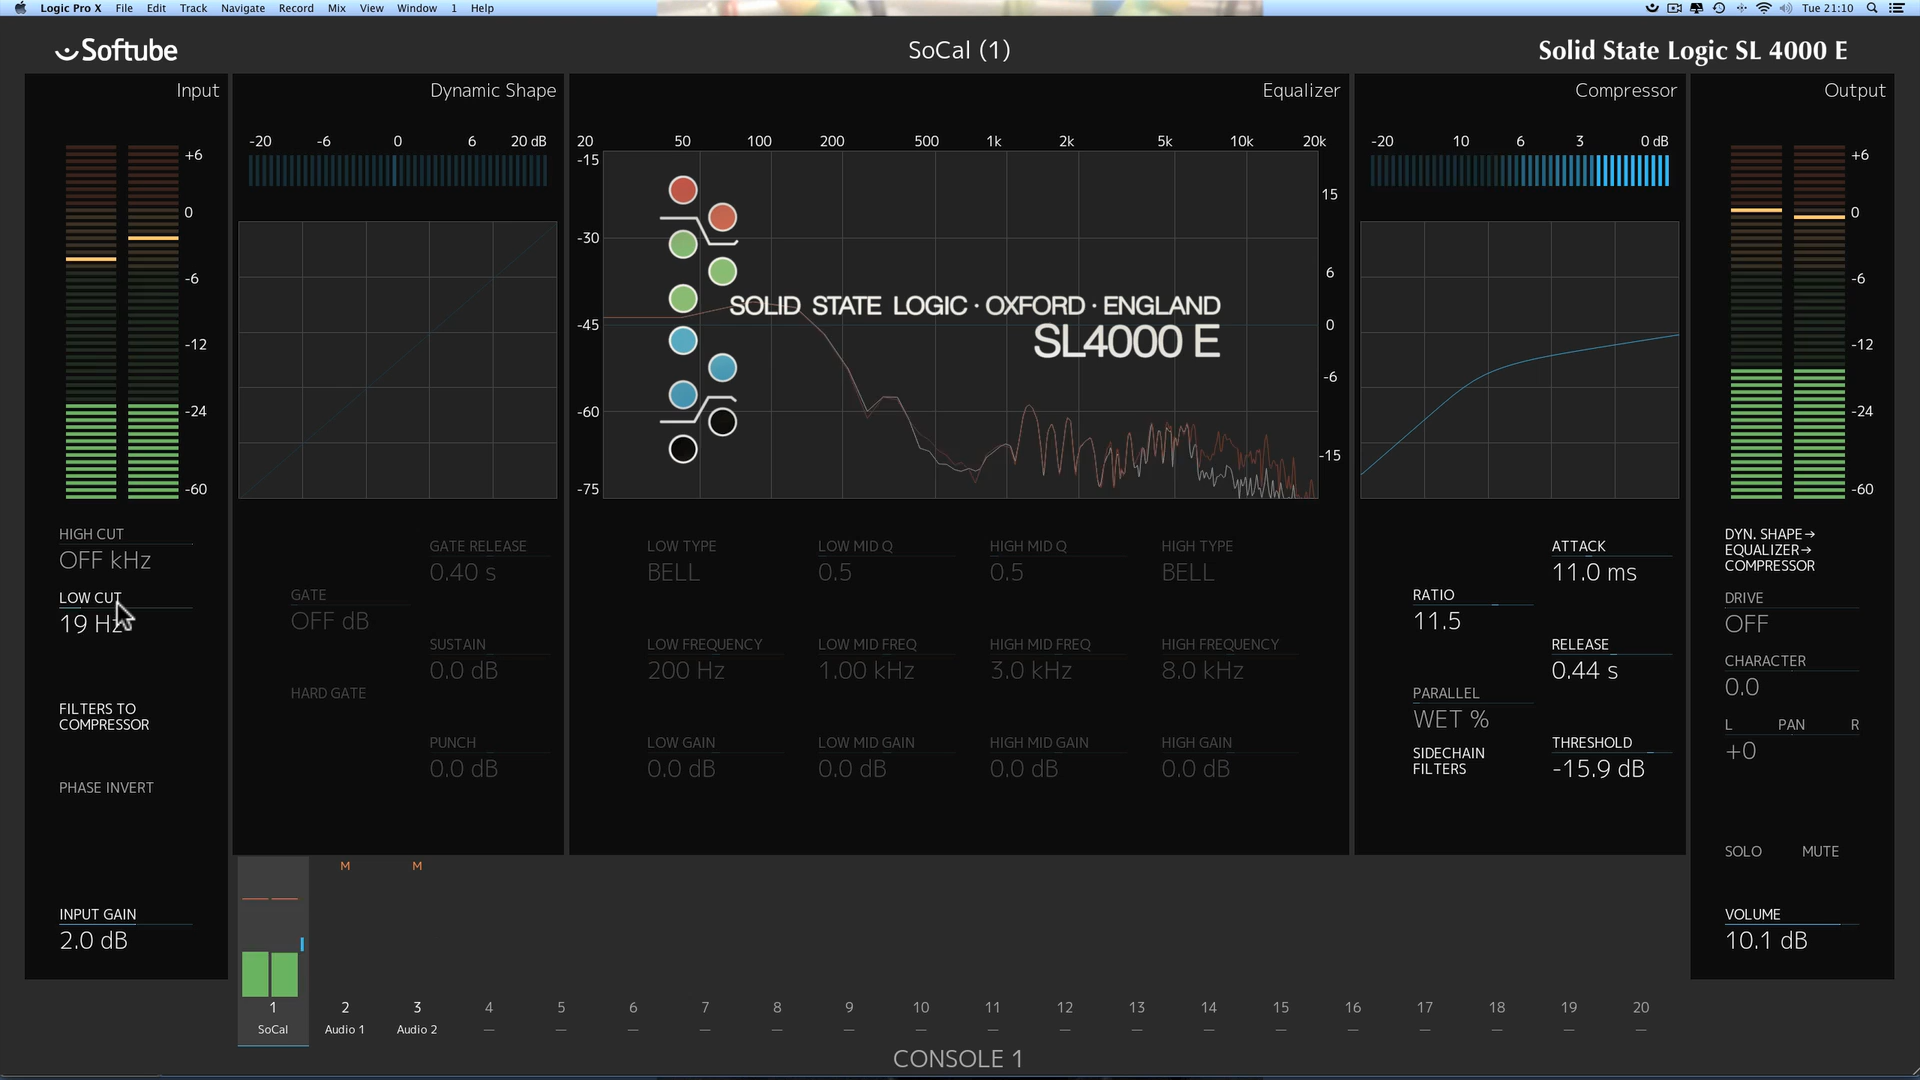 Logic Pro X File Edit Track Navigate Record Mix View Window 1 Help Tue 21:10
Softube SoCal (1) Solid State Logic SL 4000 E
Input Dynamic Shape Equalizer Compressor Output
+6
0
-6
-12
-24
-60
HIGH CUT
OFF kHz
LOW CUT
19 Hz
FILTERS TO
COMPRESSOR
PHASE INVERT
INPUT GAIN
2.0 dB
-20 -6 0 6 20 dB
GATE RELEASE
0.40 s
GATE
OFF dB
SUSTAIN
0.0 dB
HARD GATE
PUNCH
0.0 dB
20 50 100 200 500 1k 2k 5k 10k 20k
-15
-30
-45
-60
-75
15
6
0
-6
-15
SOLID STATE LOGIC · OXFORD · ENGLAND
SL4000 E
LOW TYPE LOW MID Q HIGH MID Q HIGH TYPE
BELL 0.5 0.5 BELL
LOW FREQUENCY LOW MID FREQ HIGH MID FREQ HIGH FREQUENCY
200 Hz 1.00 kHz 3.0 kHz 8.0 kHz
LOW GAIN LOW MID GAIN HIGH MID GAIN HIGH GAIN
0.0 dB 0.0 dB 0.0 dB 0.0 dB
-20 10 6 3 0 dB
ATTACK
11.0 ms
RATIO
11.5
RELEASE
0.44 s
PARALLEL
WET %
SIDECHAIN
FILTERS
THRESHOLD
-15.9 dB
+6
0
-6
-12
-24
-60
DYN. SHAPE→
EQUALIZER→
COMPRESSOR
DRIVE
OFF
CHARACTER
0.0
L PAN R
+0
SOLO MUTE
VOLUME
10.1 dB
M M
1 2 3 4 5 6 7 8 9 10 11 12 13 14 15 16 17 18 19 20
SoCal Audio 1 Audio 2 — — — — — — — — — — — — — — — — —
CONSOLE 1